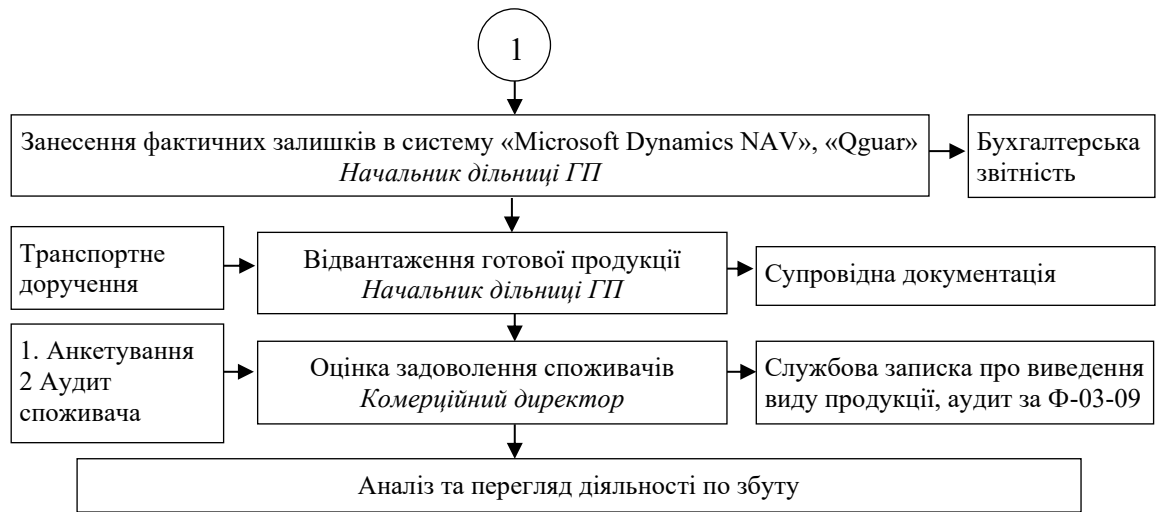 1
Занесення фактичних залишків в систему «Microsoft Dynamics NAV», «Qguar»
Начальник дільниці ГП
Бухгалтерська
звітність
Транспортне
доручення
Відвантаження готової продукції
Начальник дільниці ГП
Супровідна документація
1. Анкетування
2 Аудит
споживача
Оцінка задоволення споживачів
Комерційний директор
Службова записка про виведення
виду продукції, аудит за Ф-03-09
Аналіз та перегляд діяльності по збуту